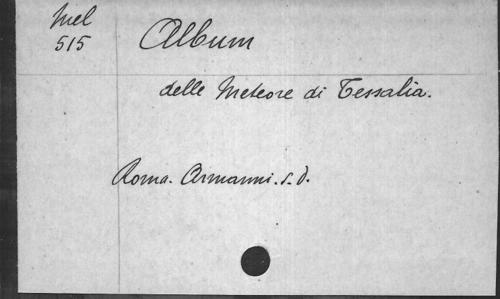 Mel
515
Album
delle Meteore di Tessalia.
Roma. Armanni. s. d.